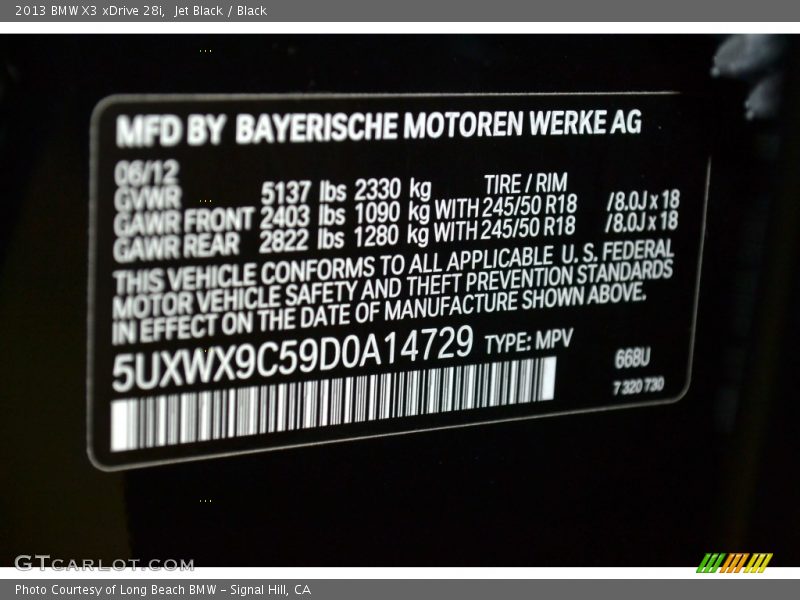 2013 BMW X3 xDrive 28i,  Jet Black / Black
MFD BY BAYERISCHE MOTOREN WERKE AG
06/12
GVWR 5137 lbs 2330 kg TIRE / RIM
GAWR FRONT 2403 lbs 1090 kg WITH 245/50 R18 /8.0J x 18
GAWR REAR 2822 lbs 1280 kg WITH 245/50 R18 /8.0J x 18
THIS VEHICLE CONFORMS TO ALL APPLICABLE U.S. FEDERAL
MOTOR VEHICLE SAFETY AND THEFT PREVENTION STANDARDS
IN EFFECT ON THE DATE OF MANUFACTURE SHOWN ABOVE.
5UXWX9C59D0A14729 TYPE: MPV
668U
7 320 730
GTCARLOT.COM
Photo Courtesy of Long Beach BMW – Signal Hill, CA